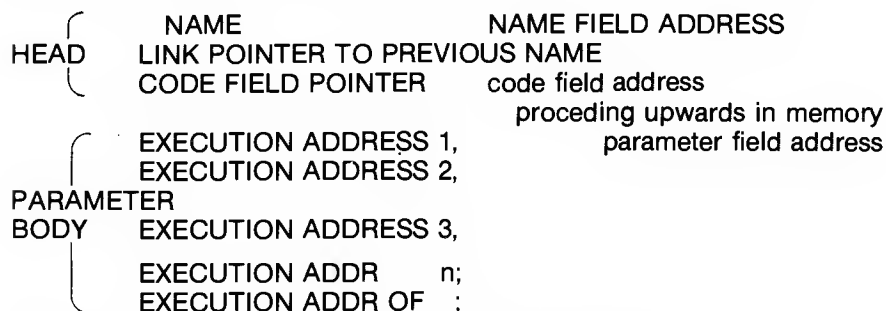 NAME NAME FIELD ADDRESS
HEAD LINK POINTER TO PREVIOUS NAME
CODE FIELD POINTER code field address
proceding upwards in memory
EXECUTION ADDRESS 1, parameter field address
EXECUTION ADDRESS 2,
PARAMETER
BODY EXECUTION ADDRESS 3,
EXECUTION ADDR n;
EXECUTION ADDR OF :